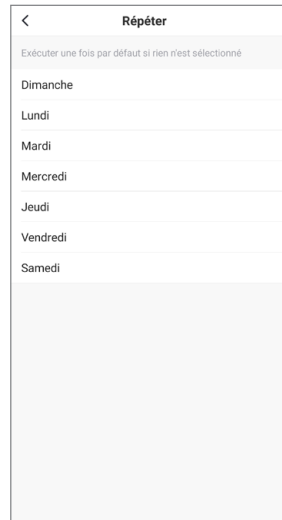 Répéter
Exécuter une fois par défaut si rien n'est sélectionné
Dimanche
Lundi
Mardi
Mercredi
Jeudi
Vendredi
Samedi